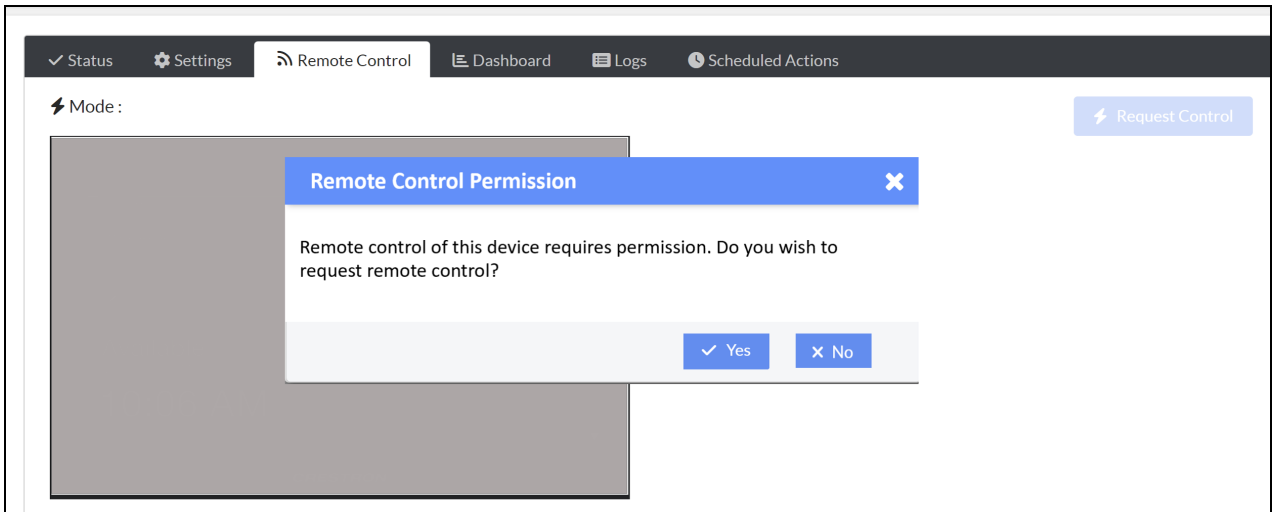 Status Settings Remote Control Dashboard Logs Scheduled Actions
Mode :
Request Control
Remote Control Permission
Remote control of this device requires permission. Do you wish to
request remote control?
Yes No